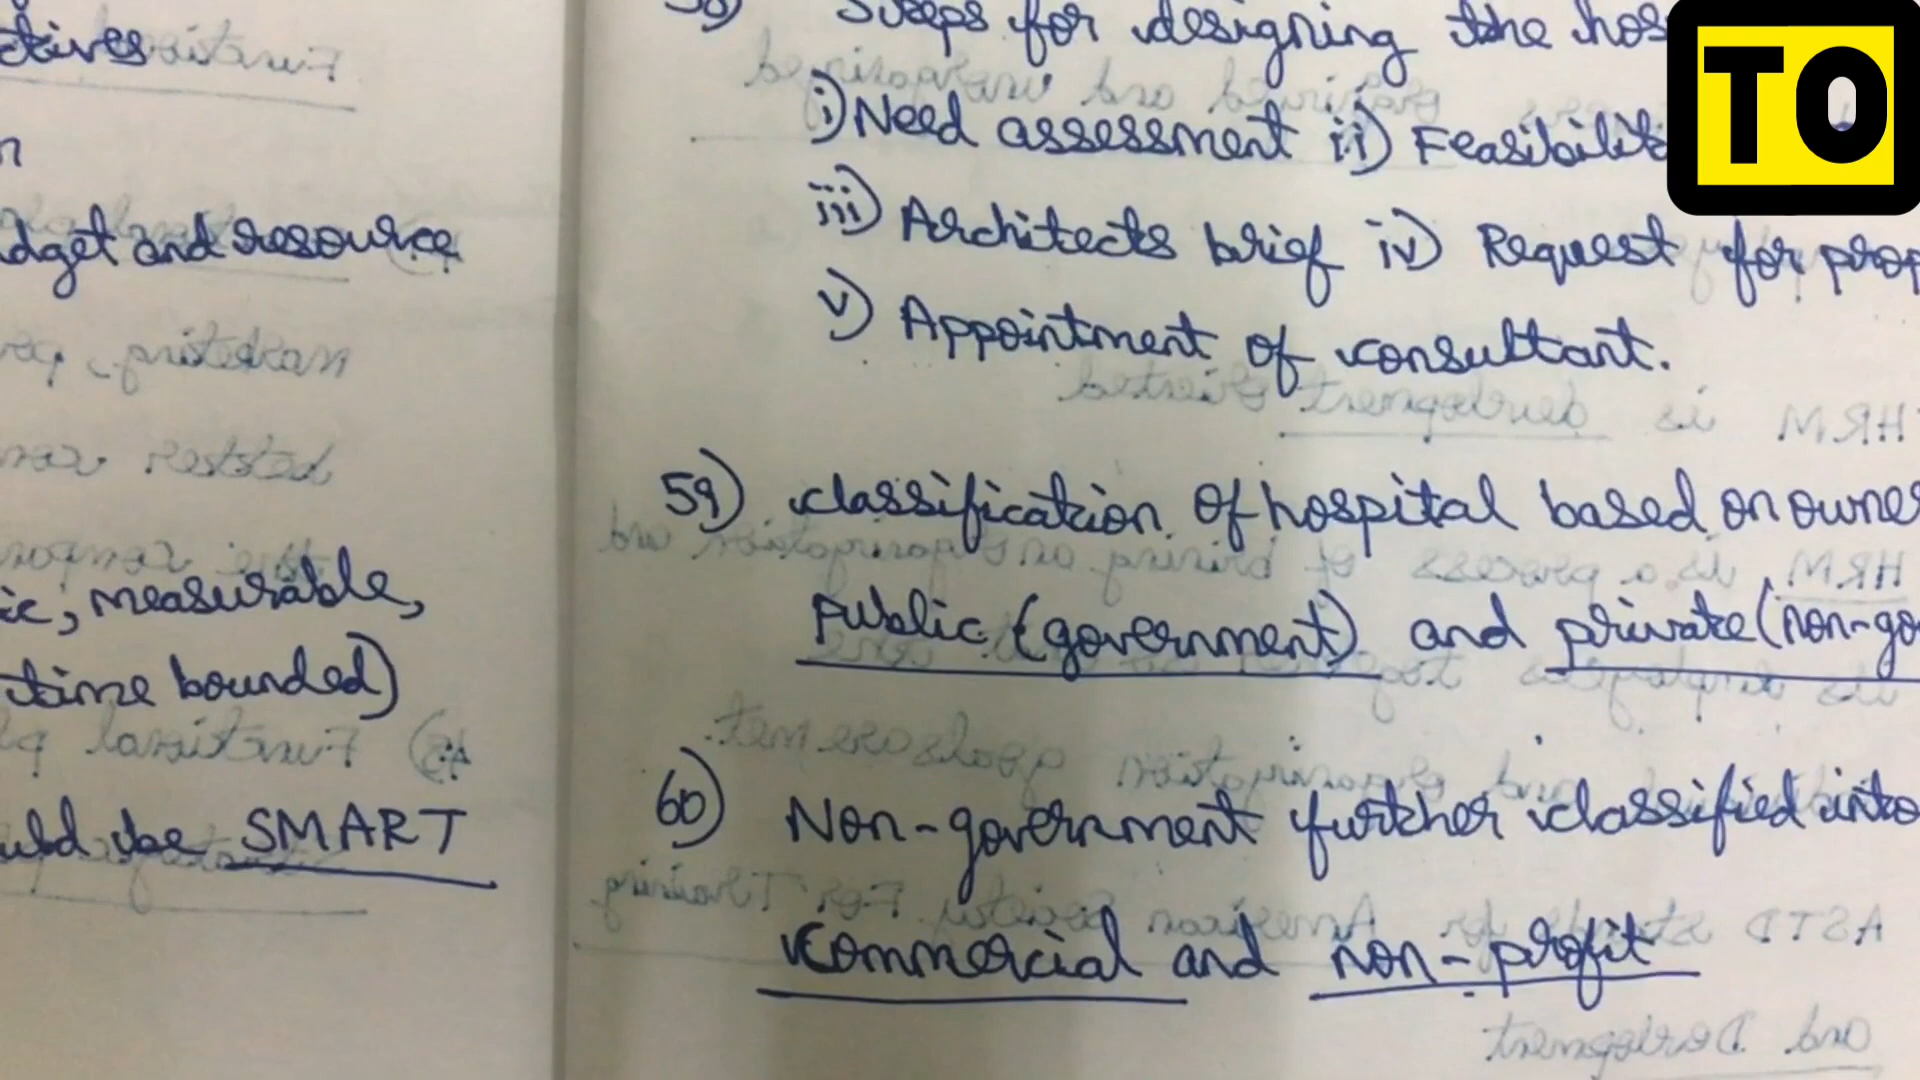 ctives
n
dget and resource
ic, measurable,
time bounded)
uld be SMART
58) Steps for designing the hos
i) Need assessment ii) Feasibilit
iii) Architects brief iv) Request for prop
v) Appointment of consultant.
59) classification of hospital based on owner
Public (government) and private (non-go
60) Non-government further classified into
Commercial and non-profit
TO